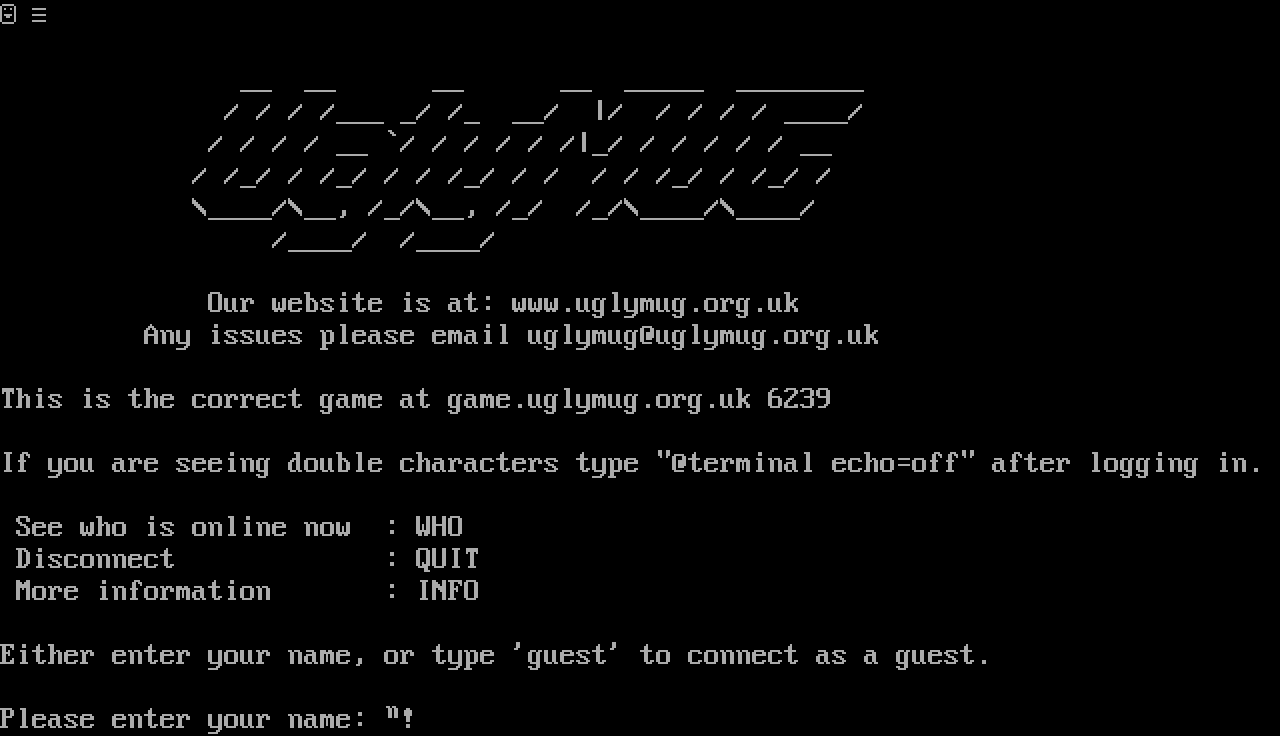 ☺ ≡
UglyMUG
Our website is at: www.uglymug.org.uk
Any issues please email uglymug@uglymug.org.uk
This is the correct game at game.uglymug.org.uk 6239
If you are seeing double characters type "@terminal echo=off" after logging in.
See who is online now : WHO
Disconnect : QUIT
More information : INFO
Either enter your name, or type 'guest' to connect as a guest.
Please enter your name: ⁿ!